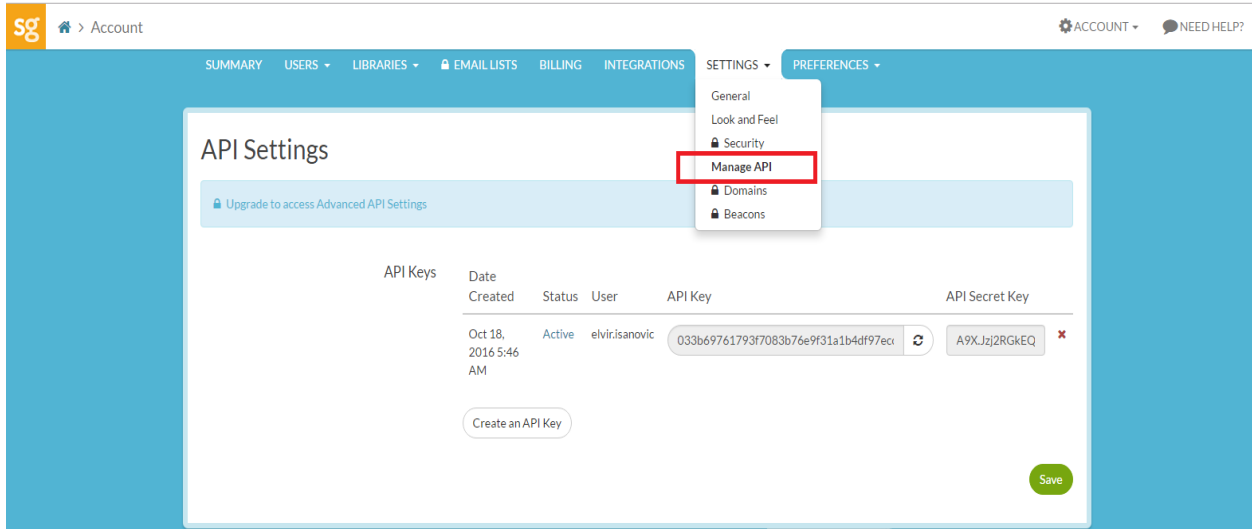 sg > Account ACCOUNT NEED HELP?
SUMMARY USERS LIBRARIES EMAIL LISTS BILLING INTEGRATIONS SETTINGS PREFERENCES
General
Look and Feel
Security
Manage API
Domains
Beacons
API Settings
Upgrade to access Advanced API Settings
API Keys
Date Created Status User API Key API Secret Key
Oct 18, 2016 5:46 AM Active elvir.isanovic 033b69761793f7083b76e9f31a1b4df97ec A9X.Jzj2RGkEQ
Create an API Key
Save